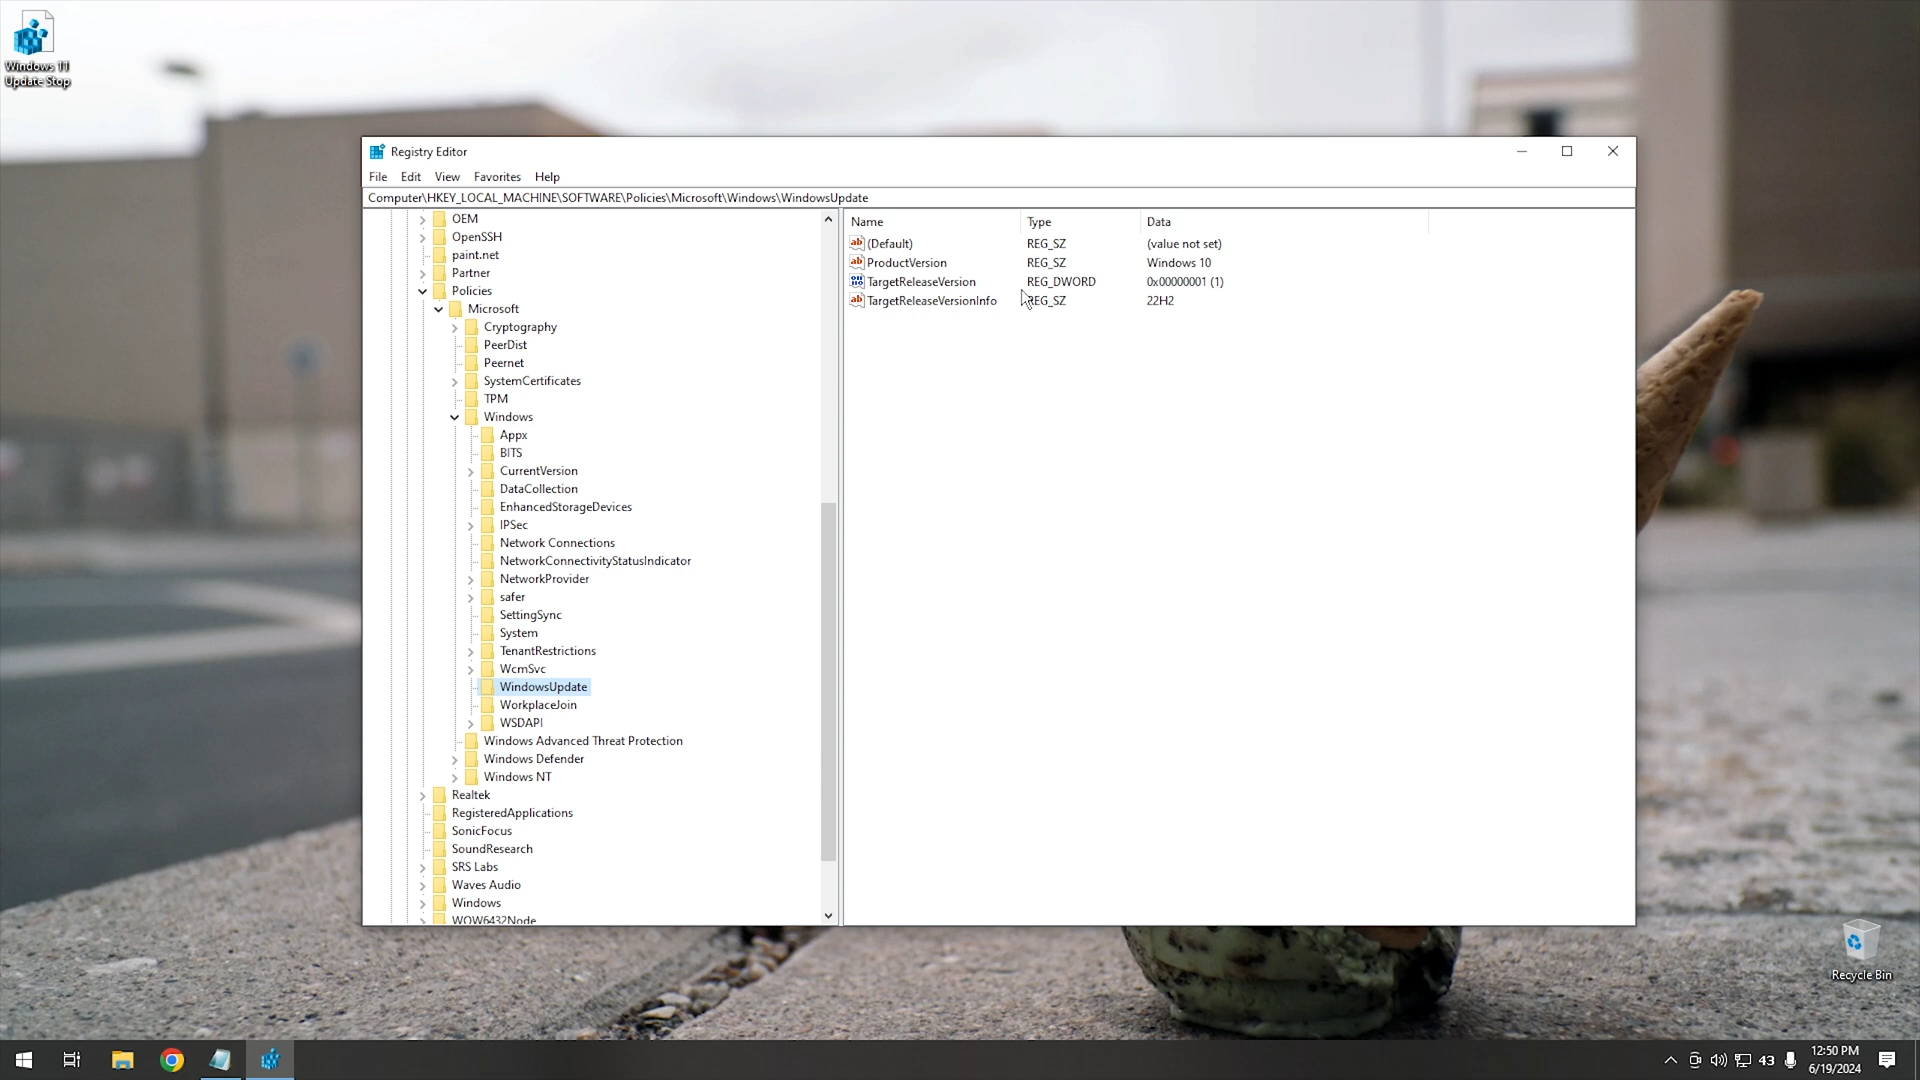 Windows 11
Update Stop
Registry Editor
File Edit View Favorites Help
Computer\HKEY_LOCAL_MACHINE\SOFTWARE\Policies\Microsoft\Windows\WindowsUpdate
OEM
OpenSSH
paint.net
Partner
Policies
Microsoft
Cryptography
PeerDist
Peernet
SystemCertificates
TPM
Windows
Appx
BITS
CurrentVersion
DataCollection
EnhancedStorageDevices
IPSec
Network Connections
NetworkConnectivityStatusIndicator
NetworkProvider
safer
SettingSync
System
TenantRestrictions
WcmSvc
WindowsUpdate
WorkplaceJoin
WSDAPI
Windows Advanced Threat Protection
Windows Defender
Windows NT
Realtek
RegisteredApplications
SonicFocus
SoundResearch
SRS Labs
Waves Audio
Windows
WOW6432Node
Name Type Data
(Default) REG_SZ (value not set)
ProductVersion REG_SZ Windows 10
TargetReleaseVersion REG_DWORD 0x00000001 (1)
TargetReleaseVersionInfo REG_SZ 22H2
Recycle Bin
43
12:50 PM
6/19/2024